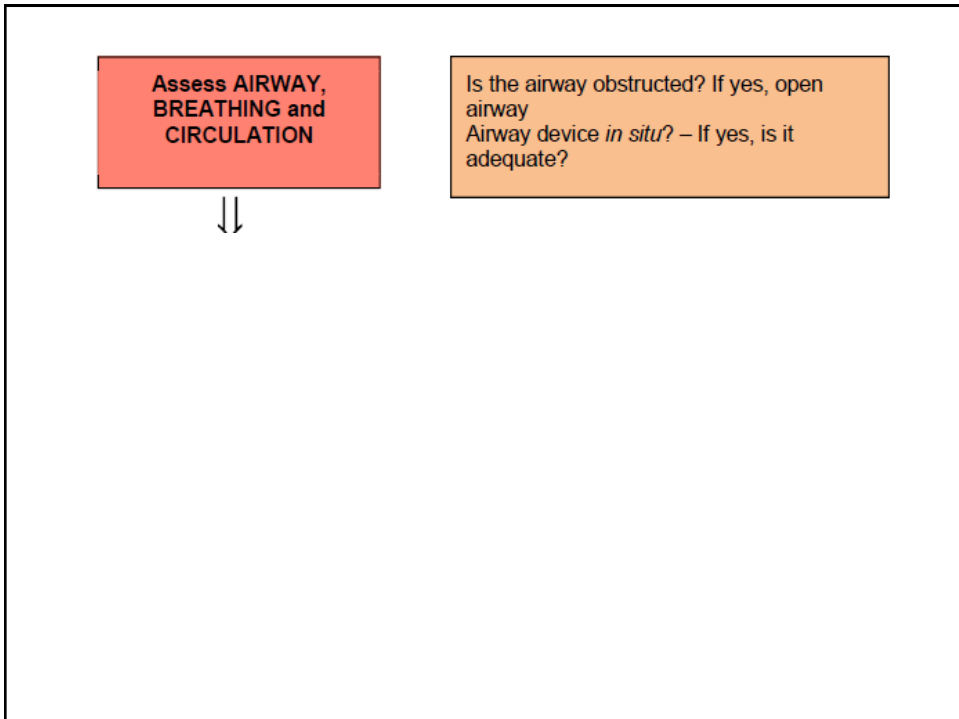 Assess AIRWAY,
BREATHING and
CIRCULATION
Is the airway obstructed? If yes, open
airway
Airway device in situ? – If yes, is it
adequate?